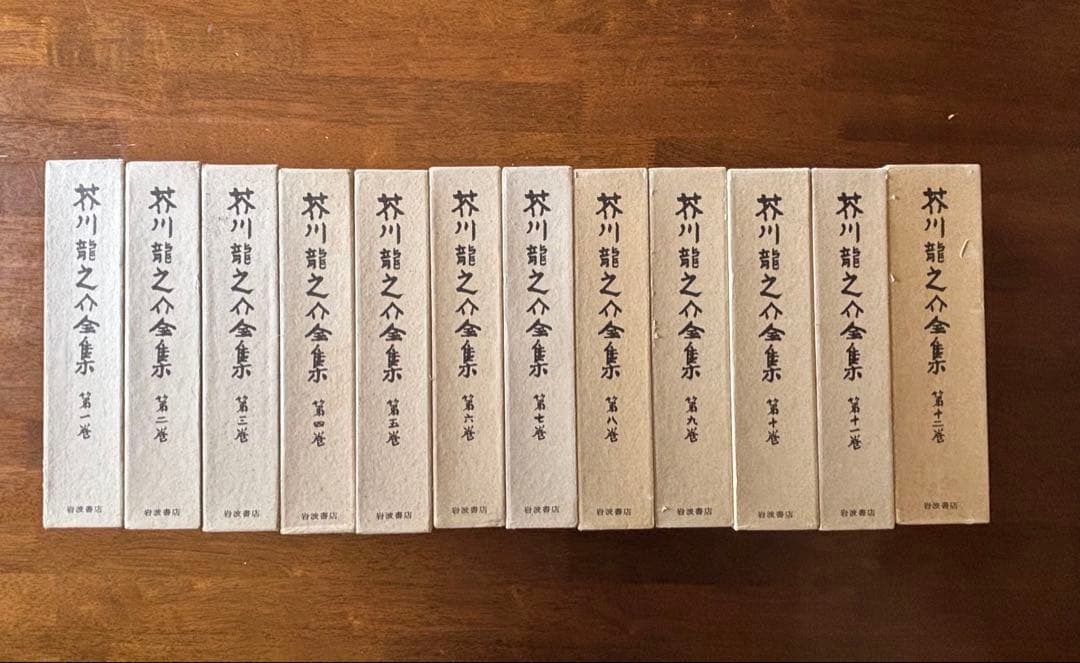 芥川龍之介全集
第一巻
岩波書店
芥川龍之介全集
第二巻
岩波書店
芥川龍之介全集
第三巻
岩波書店
芥川龍之介全集
第四巻
岩波書店
芥川龍之介全集
第五巻
岩波書店
芥川龍之介全集
第六巻
岩波書店
芥川龍之介全集
第七巻
岩波書店
芥川龍之介全集
第八巻
岩波書店
芥川龍之介全集
第九巻
岩波書店
芥川龍之介全集
第十巻
岩波書店
芥川龍之介全集
第十一巻
岩波書店
芥川龍之介全集
第十二巻
岩波書店